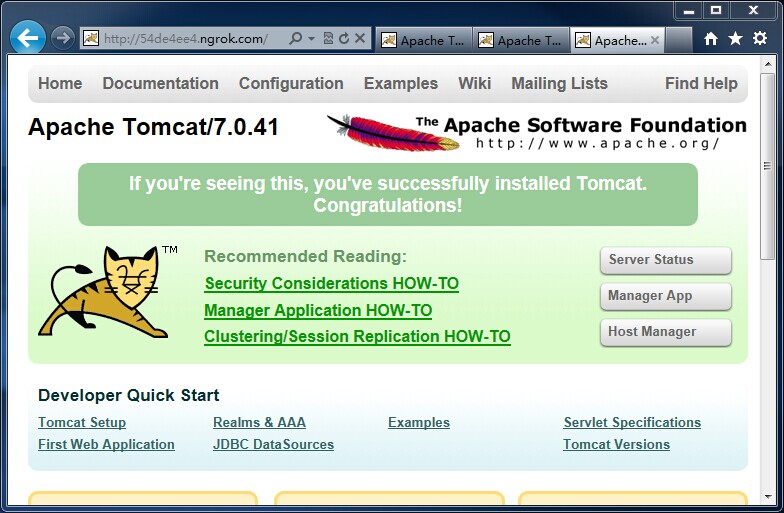 http://54de4ee4.ngrok.com/
Apache T...
Apache T...
Apache...
Home Documentation Configuration Examples Wiki Mailing Lists Find Help
Apache Tomcat/7.0.41
The Apache Software Foundation
http://www.apache.org/
If you're seeing this, you've successfully installed Tomcat.
Congratulations!
TM
Recommended Reading:
Security Considerations HOW-TO
Manager Application HOW-TO
Clustering/Session Replication HOW-TO
Server Status
Manager App
Host Manager
Developer Quick Start
Tomcat Setup Realms & AAA Examples Servlet Specifications
First Web Application JDBC DataSources Tomcat Versions